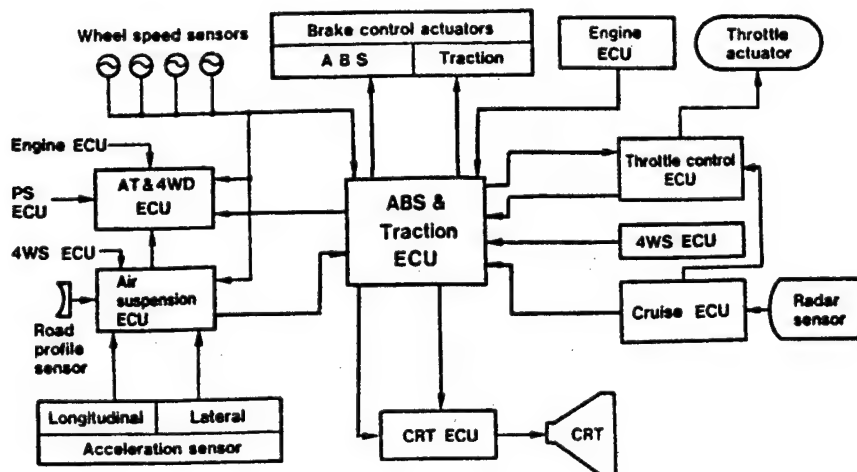 Wheel speed sensors
Brake control actuators
A B S
Traction
Engine
ECU
Throttle
actuator
Engine ECU
PS
ECU
AT & 4WD
ECU
4WS ECU
Air
suspension
ECU
Road
profile
sensor
Longitudinal
Lateral
Acceleration sensor
ABS &
Traction
ECU
Throttle control
ECU
4WS ECU
Cruise ECU
Radar
sensor
CRT ECU
CRT